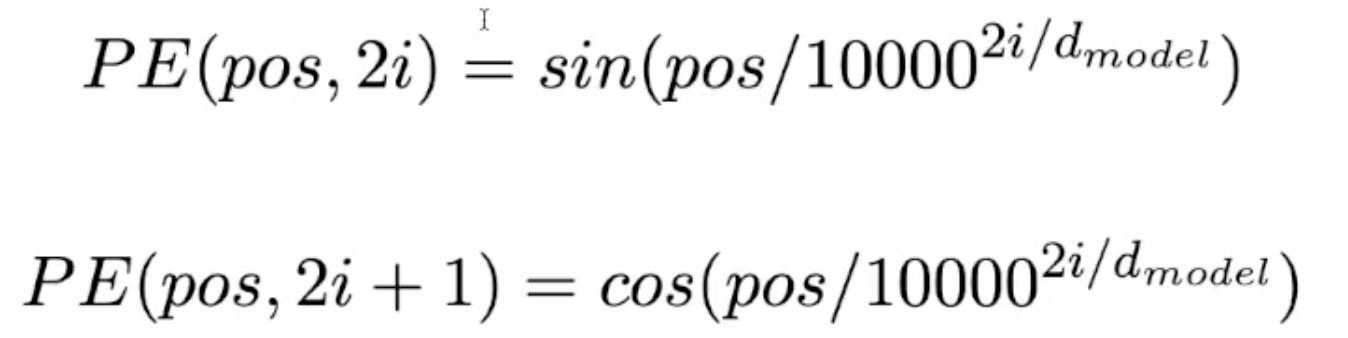 PE(pos, 2i) = sin(pos/10000^{2i/d_{model}})
PE(pos, 2i + 1) = cos(pos/10000^{2i/d_{model}})